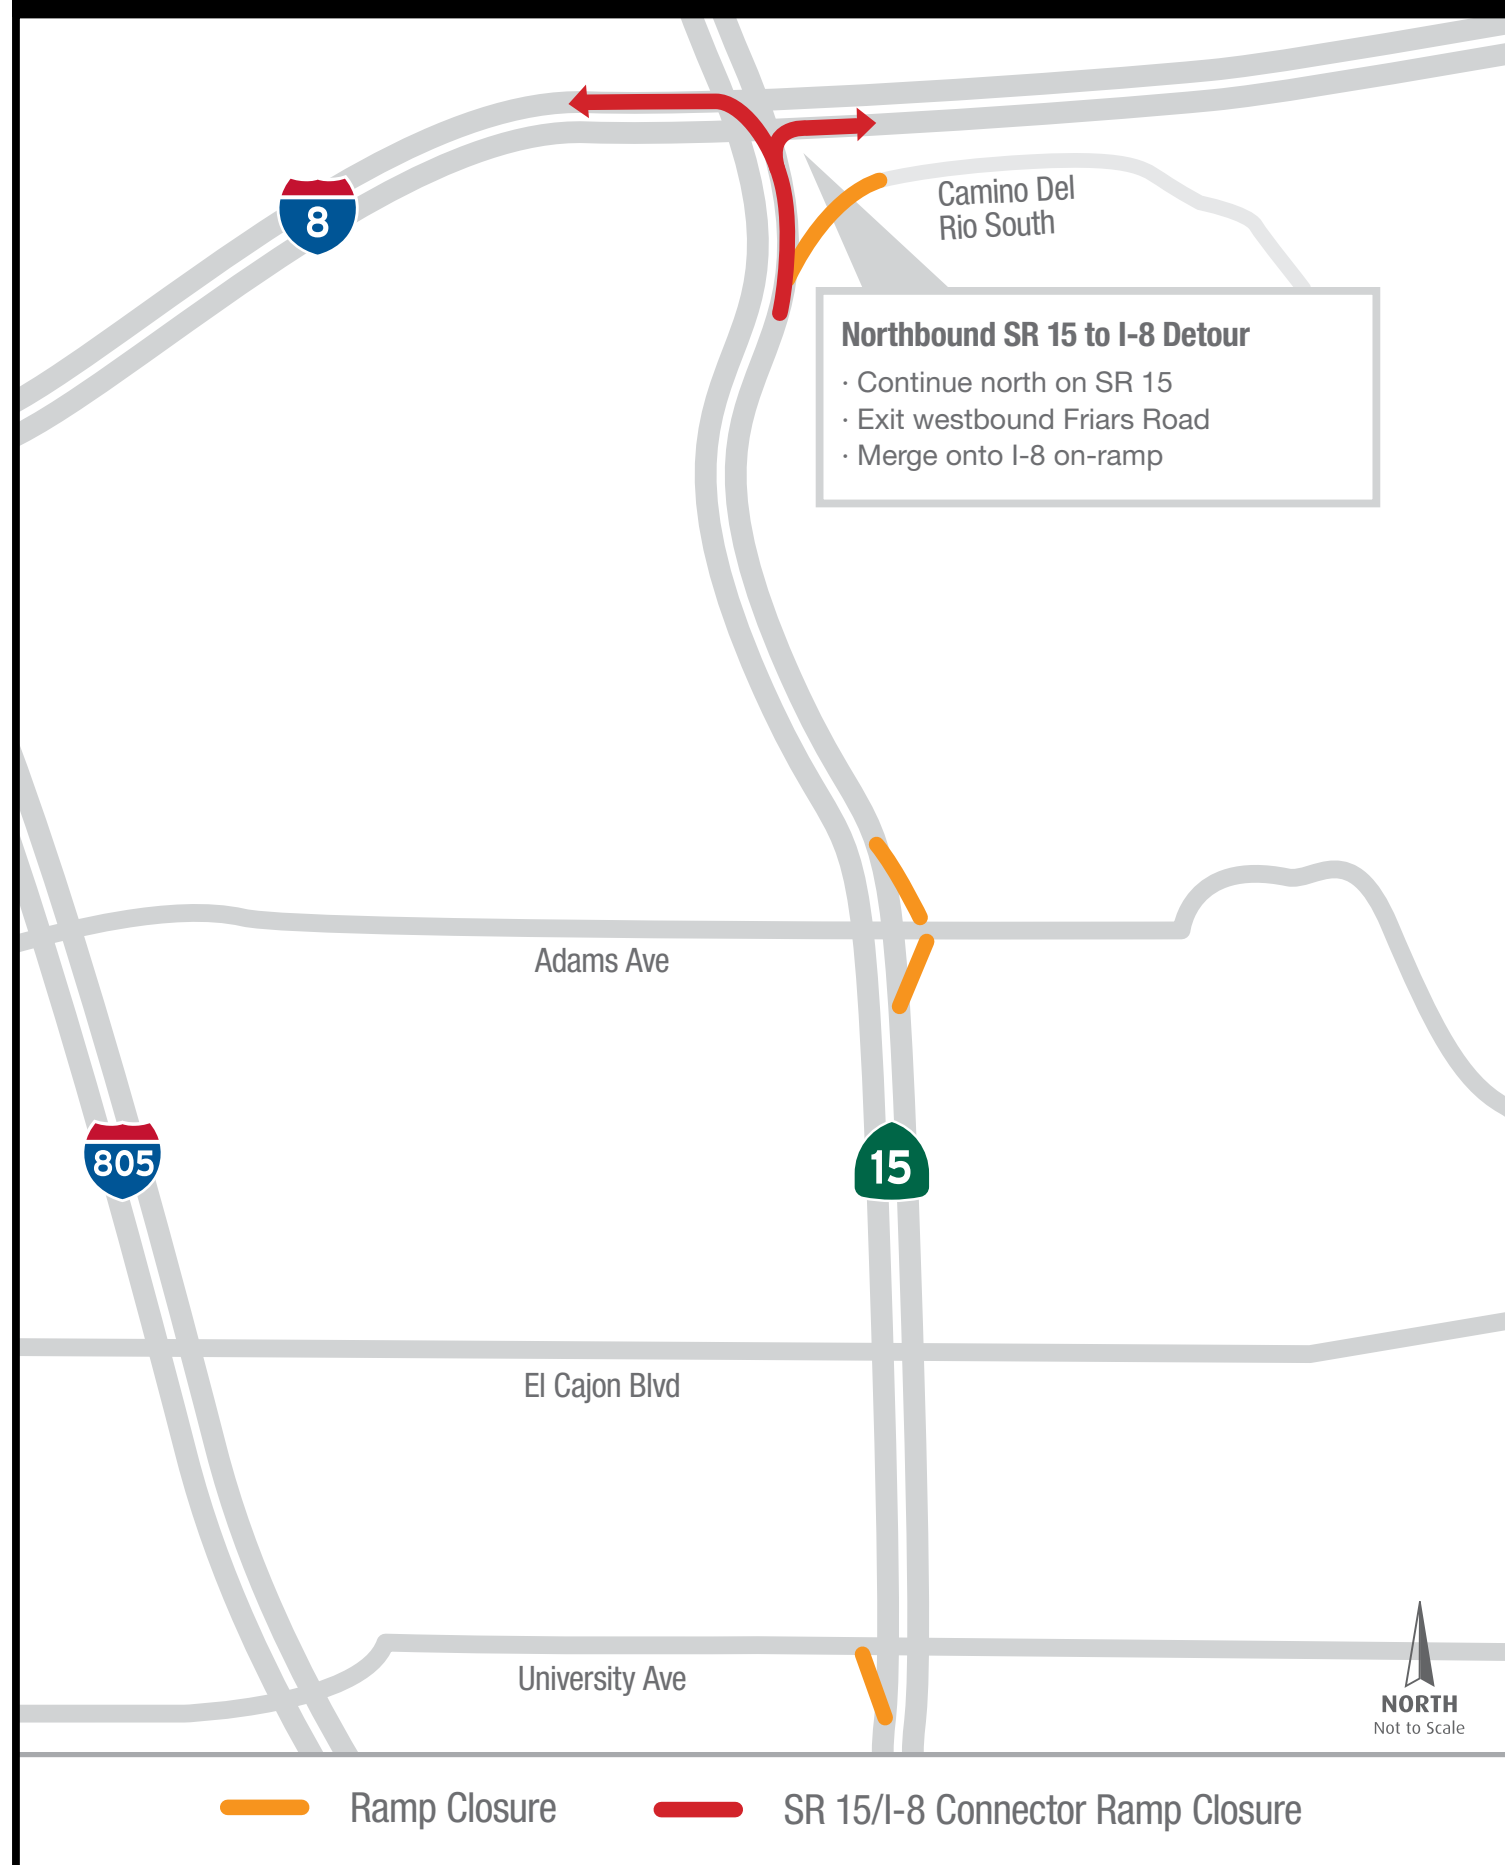 8
Camino Del
Rio South
Northbound SR 15 to I-8 Detour
· Continue north on SR 15
· Exit westbound Friars Road
· Merge onto I-8 on-ramp
Adams Ave
805
15
El Cajon Blvd
University Ave
NORTH
Not to Scale
Ramp Closure
SR 15/I-8 Connector Ramp Closure